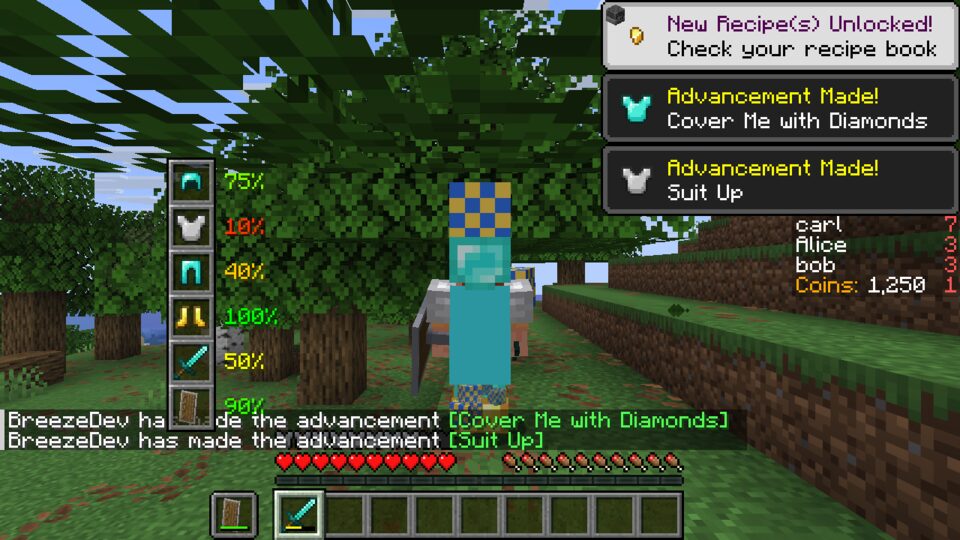 New Recipe(s) Unlocked!
Check your recipe book
Advancement Made!
Cover Me with Diamonds
Advancement Made!
Suit Up
75%
10%
40%
100%
50%
90%
carl 7
Alice 3
bob 3
Coins: 1,250 1
BreezeDev has made the advancement [Cover Me with Diamonds]
BreezeDev has made the advancement [Suit Up]